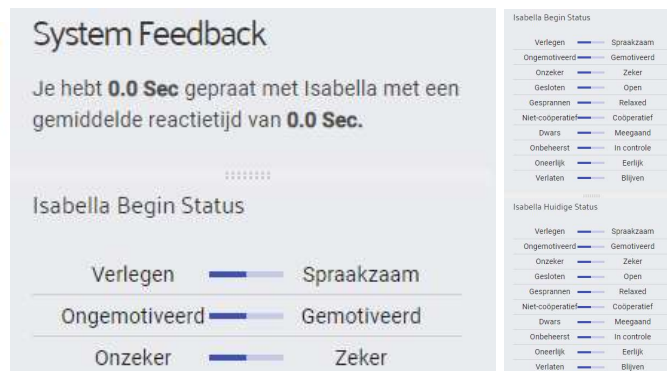 System Feedback
Je hebt 0.0 Sec gepraat met Isabella met een
gemiddelde reactietijd van 0.0 Sec.
Isabella Begin Status
Verlegen Spraakzaam
Ongemotiveerd Gemotiveerd
Onzeker Zeker
Isabella Begin Status
Verlegen Spraakzaam
Ongemotiveerd Gemotiveerd
Onzeker Zeker
Gesloten Open
Gesprannen Relaxed
Niet-coöperatief Coöperatief
Dwars Meegaand
Onbeheerst In controle
Oneerlijk Eerlijk
Verlaten Blijven
Isabella Huidige Status
Verlegen Spraakzaam
Ongemotiveerd Gemotiveerd
Onzeker Zeker
Gesloten Open
Gesprannen Relaxed
Niet-coöperatief Coöperatief
Dwars Meegaand
Onbeheerst In controle
Oneerlijk Eerlijk
Verlaten Blijven